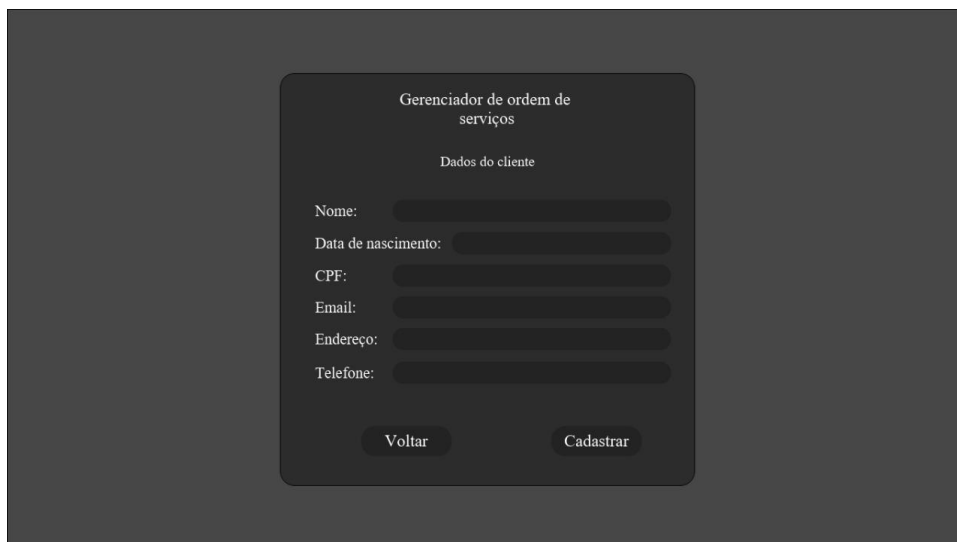 Gerenciador de ordem de
serviços
Dados do cliente
Nome:
Data de nascimento:
CPF:
Email:
Endereço:
Telefone:
Voltar
Cadastrar